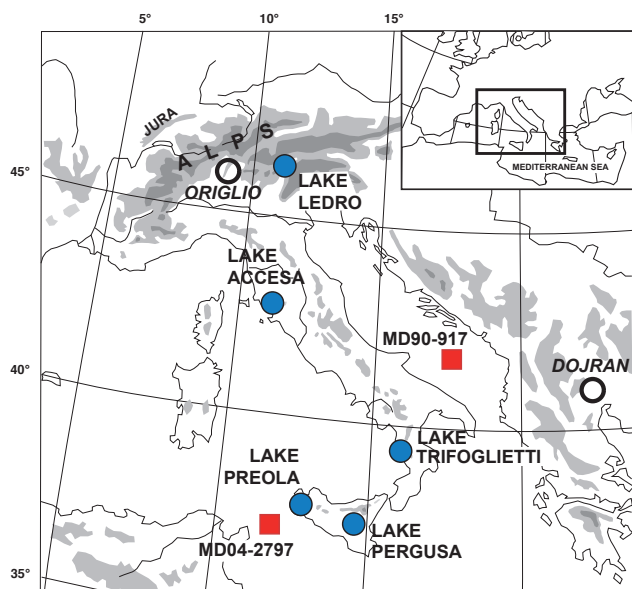 5°
10°
15°
JURA
ALPS
ORIGLIO
LAKE
LEDRO
MEDITERRANEAN SEA
45°
LAKE
ACCESA
MD90-917
DOJRAN
40°
LAKE
TRIFOGLIETTI
LAKE
PREOLA
MD04-2797
LAKE
PERGUSA
35°